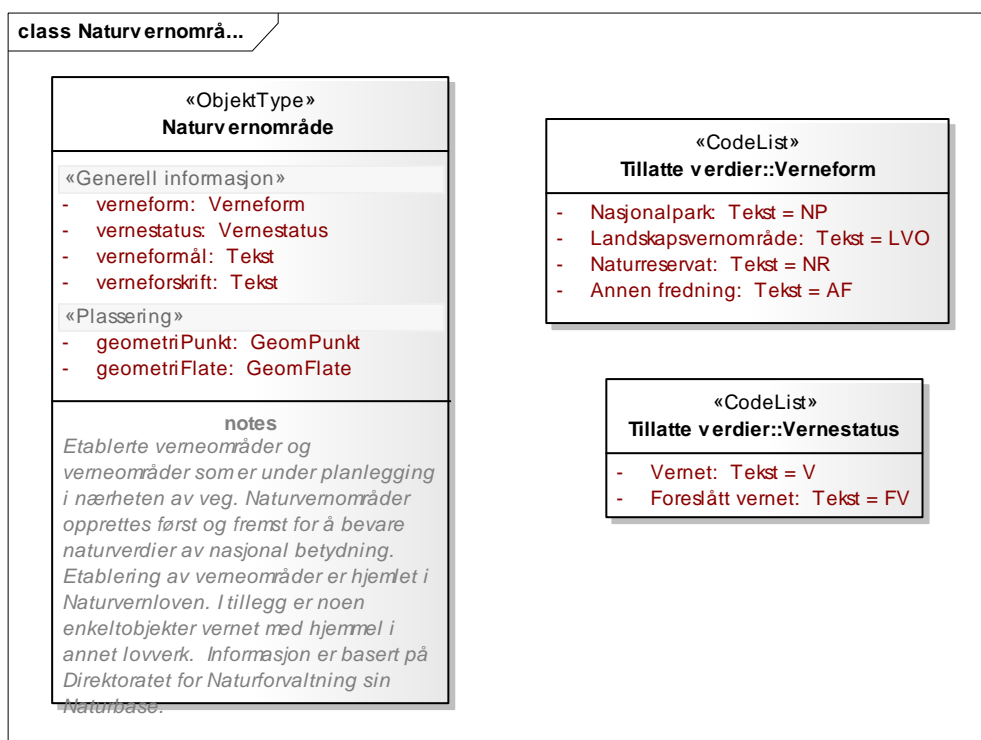 class Naturvernområ...
«ObjektType»
Naturvernområde
«Generell informasjon»
- verneform: Verneform
- vernestatus: Vernestatus
- verneformål: Tekst
- verneforskrift: Tekst
«Plassering»
- geometriPunkt: GeomPunkt
- geometriFlate: GeomFlate
notes
Etablerte verneområder og
verneområder som er under planlegging
i nærheten av veg. Naturvernområder
opprettes først og fremst for å bevare
naturverdier av nasjonal betydning.
Etablering av verneområder er hjemlet i
Naturvernloven. I tillegg er noen
enkeltobjekter vernet med hjemmel i
annet lovverk. Informasjon er basert på
Direktoratet for Naturforvaltning sin
Naturbase.
«CodeList»
Tillatte verdier::Verneform
- Nasjonalpark: Tekst = NP
- Landskapsvernområde: Tekst = LVO
- Naturreservat: Tekst = NR
- Annen fredning: Tekst = AF
«CodeList»
Tillatte verdier::Vernestatus
- Vernet: Tekst = V
- Foreslått vernet: Tekst = FV